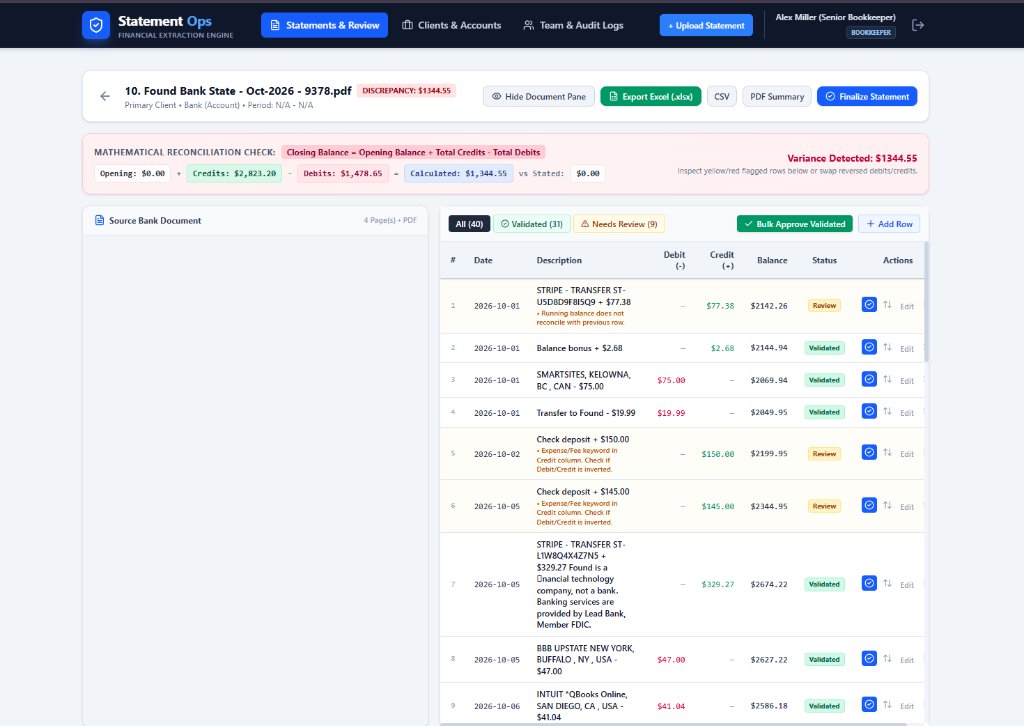 Statement Ops
FINANCIAL EXTRACTION ENGINE
Statements & Review
Clients & Accounts
Team & Audit Logs
+ Upload Statement
Alex Miller (Senior Bookkeeper)
BOOKKEEPER
10. Found Bank State - Oct-2026 - 9378.pdf
DISCREPANCY: $1344.55
Primary Client • Bank (Account) • Period: N/A - N/A
Hide Document Pane
Export Excel (.xlsx)
CSV
PDF Summary
Finalize Statement
MATHEMATICAL RECONCILIATION CHECK: Closing Balance = Opening Balance + Total Credits - Total Debits
Opening: $0.00 + Credits: $2,823.20 - Debits: $1,478.65 = Calculated: $1,344.55 vs Stated: $0.00
Variance Detected: $1344.55
Inspect yellow/red flagged rows below or swap reversed debits/credits.
Source Bank Document
4 Page(s) • PDF
All (40)
Validated (31)
Needs Review (9)
Bulk Approve Validated
+ Add Row
# Date Description Debit (-) Credit (+) Balance Status Actions
1 2026-10-01 STRIPE - TRANSFER ST-
U5D8D9F8I5Q9 + $77.38
• Running balance does not
reconcile with previous row.
– $77.38 $2142.26 Review Edit
2 2026-10-01 Balance bonus + $2.68 – $2.68 $2144.94 Validated Edit
3 2026-10-01 SMARTSITES, KELOWNA,
BC , CAN - $75.00
$75.00 – $2069.94 Validated Edit
4 2026-10-01 Transfer to Found - $19.99 $19.99 – $2049.95 Validated Edit
5 2026-10-02 Check deposit + $150.00
• Expense/Fee keyword in
Credit column. Check if
Debit/Credit is inverted.
– $150.00 $2199.95 Review Edit
6 2026-10-05 Check deposit + $145.00
• Expense/Fee keyword in
Credit column. Check if
Debit/Credit is inverted.
– $145.00 $2344.95 Review Edit
7 2026-10-05 STRIPE - TRANSFER ST-
L1W8Q4X4Z7N5 +
$329.27 Found is a
▯nancial technology
company, not a bank.
Banking services are
provided by Lead Bank,
Member FDIC.
– $329.27 $2674.22 Validated Edit
8 2026-10-05 BBB UPSTATE NEW YORK,
BUFFALO , NY , USA -
$47.00
$47.00 – $2627.22 Validated Edit
9 2026-10-06 INTUIT *QBooks Online,
SAN DIEGO, CA , USA -
$41.04
$41.04 – $2586.18 Validated Edit